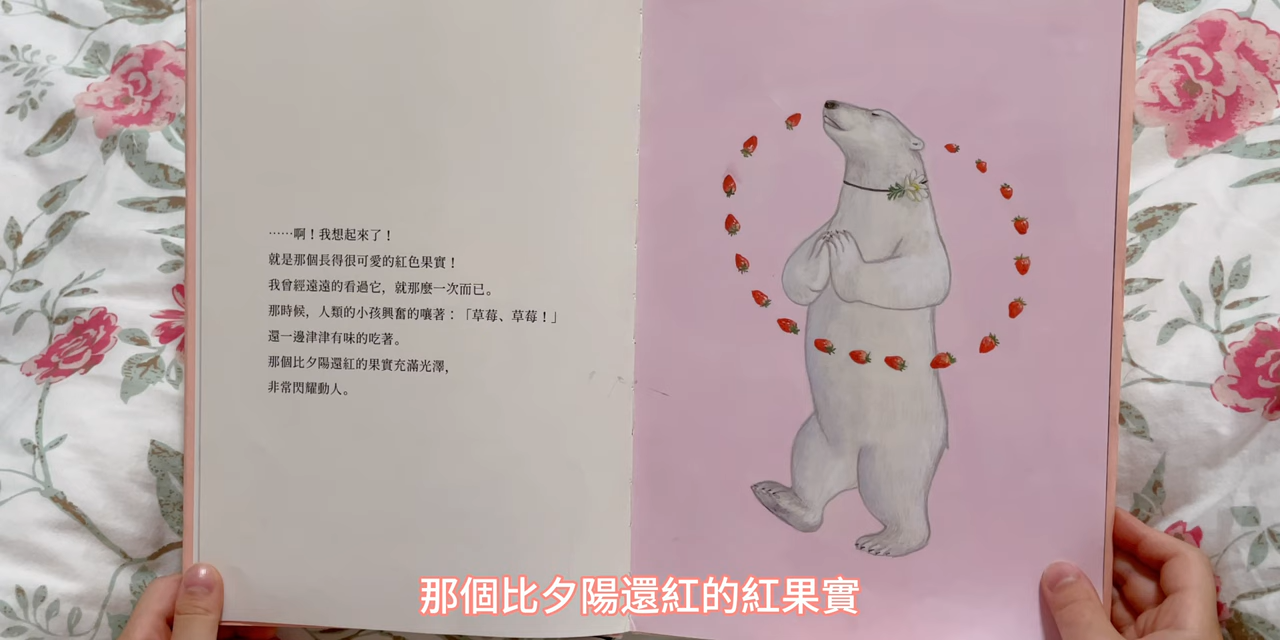 ……啊！我想起來了！
就是那個長得很可愛的紅色果實！
我曾經遠遠的看過它，就那麼一次而已。
那時候，人類的小孩興奮的嚷著：「草莓、草莓！」
還一邊津津有味的吃著。
那個比夕陽還紅的果實充滿光澤，
非常閃耀動人。
那個比夕陽還紅的紅果實